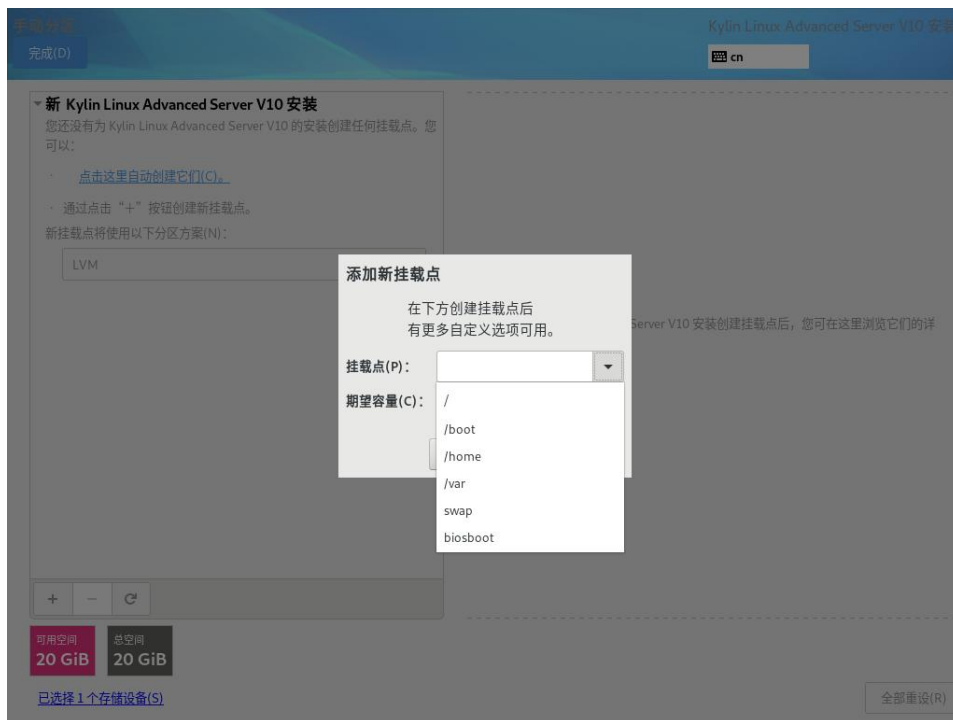 手动分区
Kylin Linux Advanced Server V10 安装
完成(D)
cn
新 Kylin Linux Advanced Server V10 安装
您还没有为 Kylin Linux Advanced Server V10 的安装创建任何挂载点。您
可以：
点击这里自动创建它们(C)。
通过点击“+”按钮创建新挂载点。
新挂载点将使用以下分区方案(N)：
LVM
添加新挂载点
在下方创建挂载点后
有更多自定义选项可用。
Server V10 安装创建挂载点后，您可在这里浏览它们的详
挂载点(P)：
期望容量(C)：
/
/boot
/home
/var
swap
biosboot
+ −
可用空间
20 GiB
总空间
20 GiB
已选择 1 个存储设备(S)
全部重设(R)